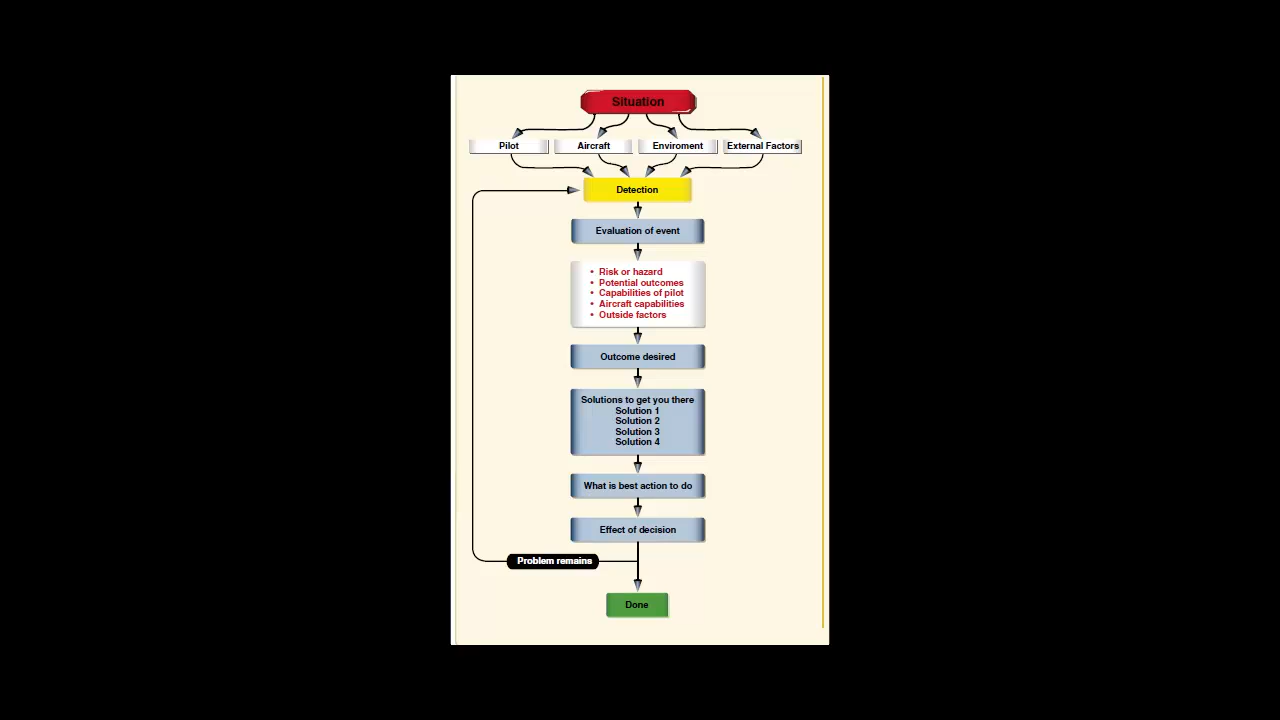 Situation
Pilot
Aircraft
Enviroment
External Factors
Detection
Evaluation of event
• Risk or hazard
• Potential outcomes
• Capabilities of pilot
• Aircraft capabilities
• Outside factors
Outcome desired
Solutions to get you there
Solution 1
Solution 2
Solution 3
Solution 4
What is best action to do
Effect of decision
Problem remains
Done